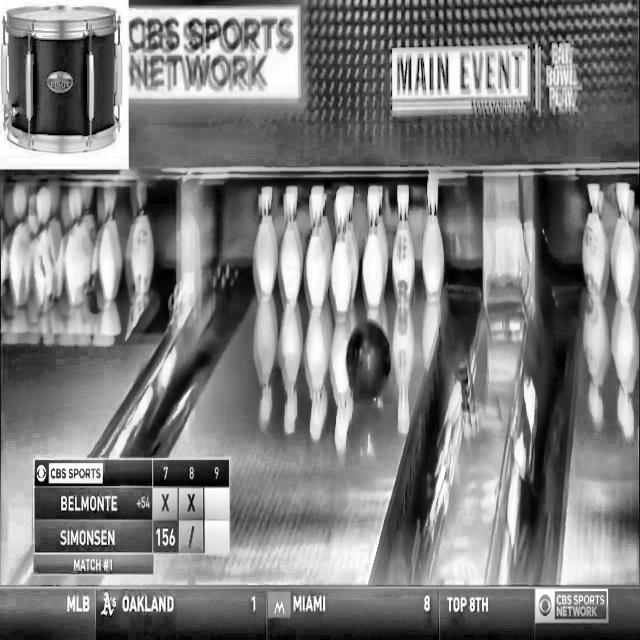 CBS SPORTS
NETWORK
MAIN EVENT
CBS SPORTS 7 8 9
BELMONTE +54 X X
SIMONSEN 156 /
MATCH #1
MLB A's OAKLAND 1 M MIAMI 8 TOP 8TH CBS SPORTS
NETWORK